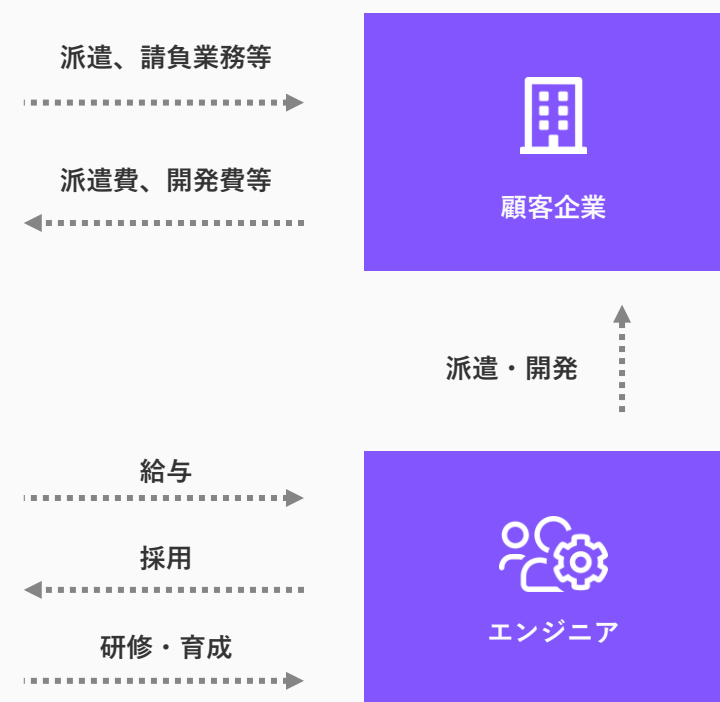 派遣、請負業務等
派遣費、開発費等
顧客企業
派遣・開発
給与
採用
研修・育成
エンジニア